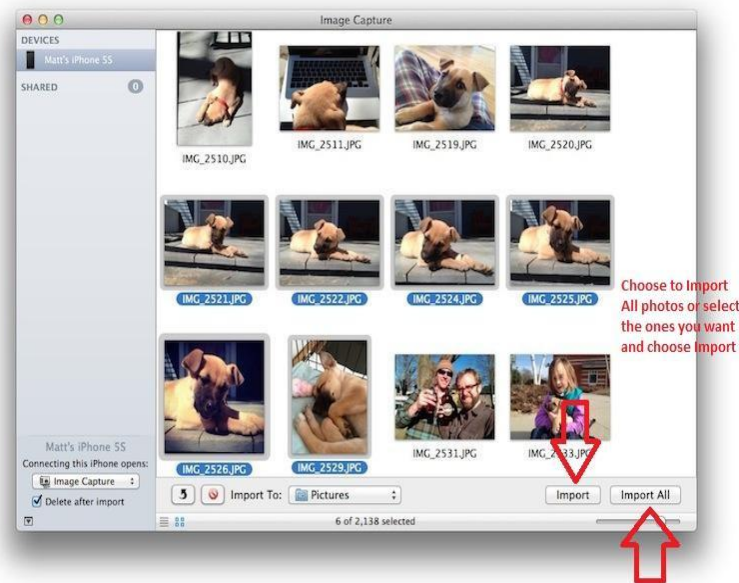 Image Capture
DEVICES
Matt's iPhone 5S
SHARED 0
IMG_2510.JPG
IMG_2511.JPG
IMG_2519.JPG
IMG_2520.JPG
IMG_2521.JPG
IMG_2522.JPG
IMG_2524.JPG
IMG_2525.JPG
Choose to Import
All photos or select
the ones you want
and choose Import
IMG_2526.JPG
IMG_2529.JPG
IMG_2531.JPG
Matt's iPhone 5S
Connecting this iPhone opens:
Image Capture
Delete after import
Import To: Pictures
Import
Import All
6 of 2,138 selected